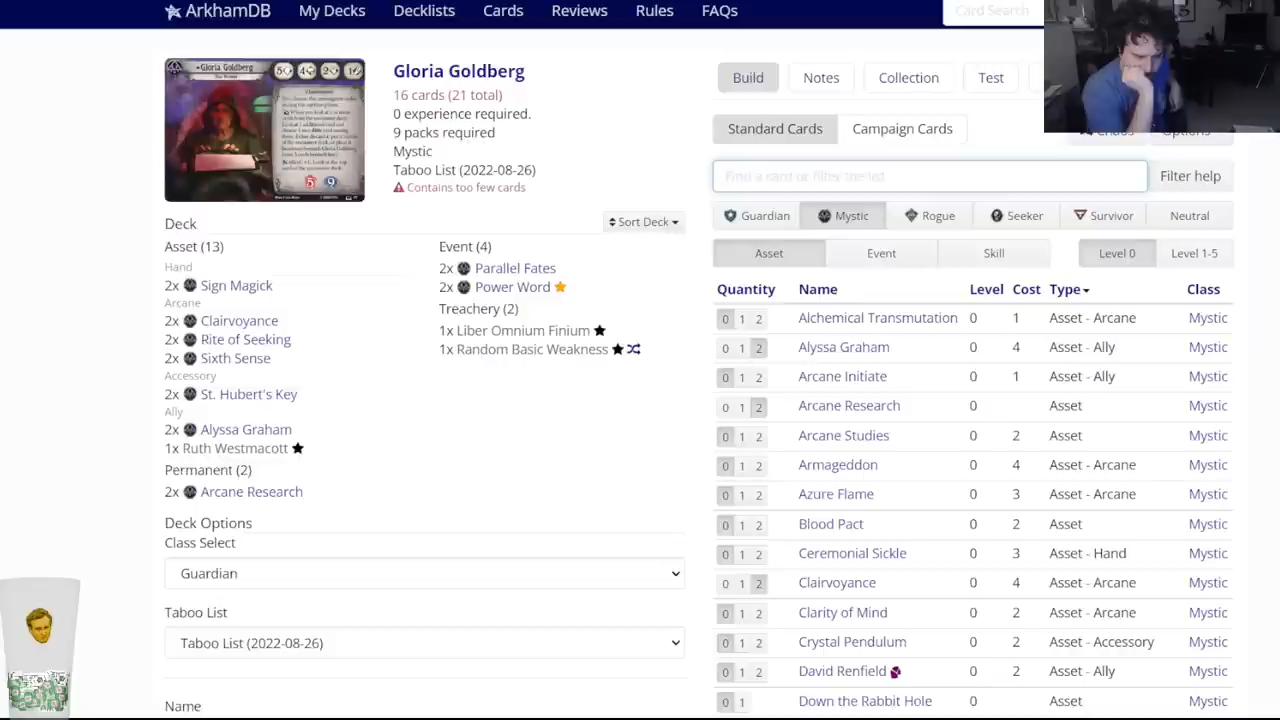 ArkhamDB My Decks Decklists Cards Reviews Rules FAQs Card Search
Gloria Goldberg
Gloria Goldberg
16 cards (21 total)
0 experience required.
9 packs required
Mystic
Taboo List (2022-08-26)
Contains too few cards
Build Notes Collection Test
Standard Cards Campaign Cards
Find a card or filter the list Filter help
Guardian Mystic Rogue Seeker Survivor Neutral
Asset Event Skill Level 0 Level 1-5
Deck
Sort Deck
Asset (13)
Hand
2x Sign Magick
Arcane
2x Clairvoyance
2x Rite of Seeking
2x Sixth Sense
Accessory
2x St. Hubert's Key
Ally
2x Alyssa Graham
1x Ruth Westmacott
Permanent (2)
2x Arcane Research
Event (4)
2x Parallel Fates
2x Power Word
Treachery (2)
1x Liber Omnium Finium
1x Random Basic Weakness
Deck Options
Class Select
Guardian
Taboo List
Taboo List (2022-08-26)
Name
Quantity Name Level Cost Type Class
0 1 2 Alchemical Transmutation 0 1 Asset - Arcane Mystic
0 1 2 Alyssa Graham 0 4 Asset - Ally Mystic
0 1 2 Arcane Initiate 0 1 Asset - Ally Mystic
0 1 2 Arcane Research 0 Asset Mystic
0 1 2 Arcane Studies 0 2 Asset Mystic
0 1 2 Armageddon 0 4 Asset - Arcane Mystic
0 1 2 Azure Flame 0 3 Asset - Arcane Mystic
0 1 2 Blood Pact 0 2 Asset Mystic
0 1 2 Ceremonial Sickle 0 3 Asset - Hand Mystic
0 1 2 Clairvoyance 0 4 Asset - Arcane Mystic
0 1 2 Clarity of Mind 0 2 Asset - Arcane Mystic
0 1 2 Crystal Pendulum 0 2 Asset - Accessory Mystic
0 1 2 David Renfield 0 2 Asset - Ally Mystic
0 1 Down the Rabbit Hole 0 Asset Mystic